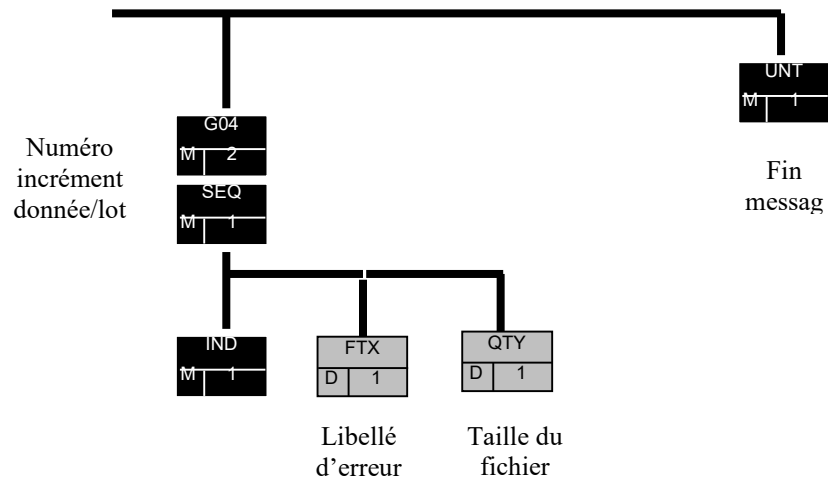 UNT
M 1
G04
M 2
Numéro
incrément
donnée/lot
SEQ
M 1
Fin
messag
IND
M 1
FTX
D 1
QTY
D 1
Libellé
d’erreur
Taille du
fichier